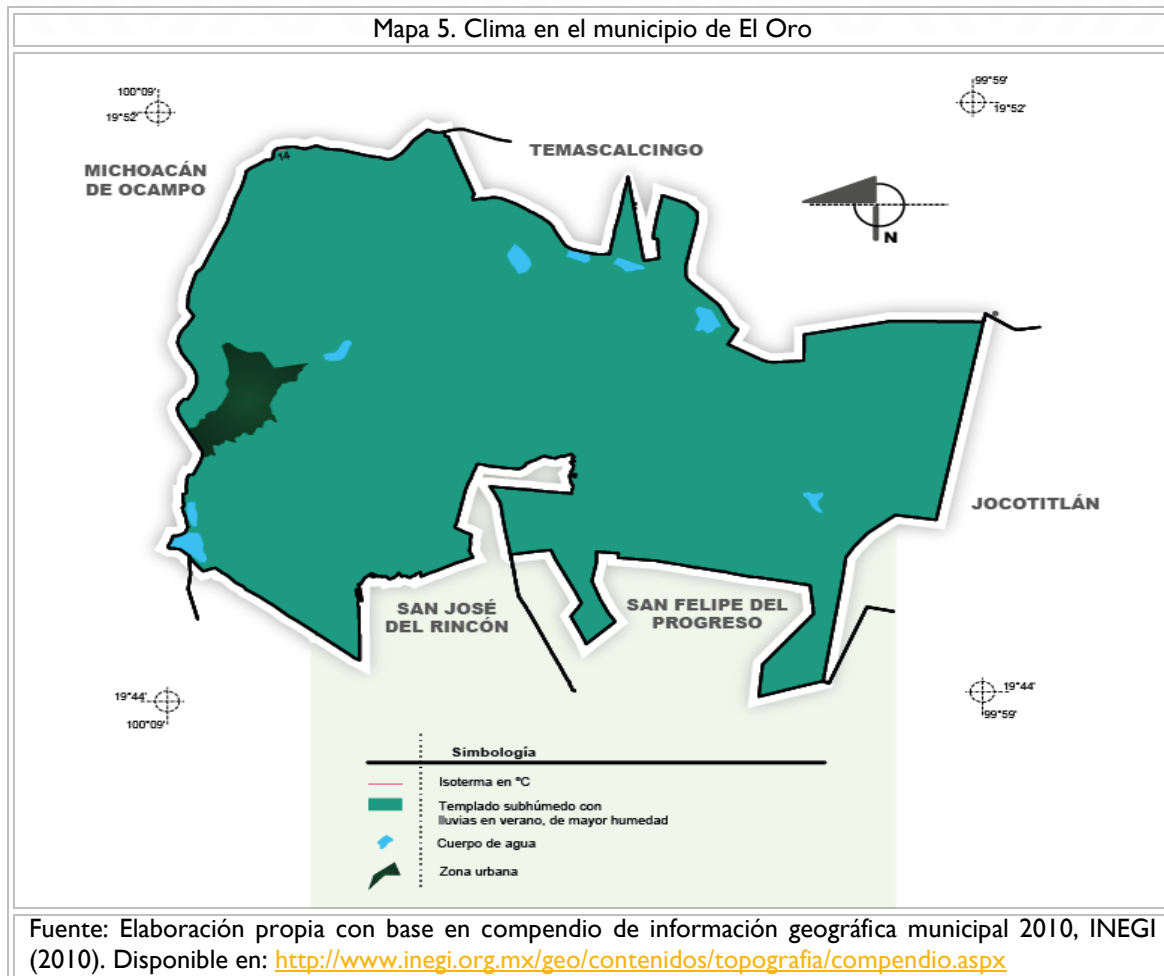 Mapa 5. Clima en el municipio de El Oro
100°09'
19°52'
99°59'
19°52'
MICHOACÁN
DE OCAMPO
14
TEMASCALCINGO
N
JOCOTITLÁN
SAN JOSÉ
DEL RINCÓN
SAN FELIPE DEL
PROGRESO
19°44'
100°09'
19°44'
99°59'
Simbología
Isoterma en °C
Templado subhúmedo con
lluvias en verano, de mayor humedad
Cuerpo de agua
Zona urbana
Fuente: Elaboración propia con base en compendio de información geográfica municipal 2010, INEGI
(2010). Disponible en: http://www.inegi.org.mx/geo/contenidos/topografia/compendio.aspx